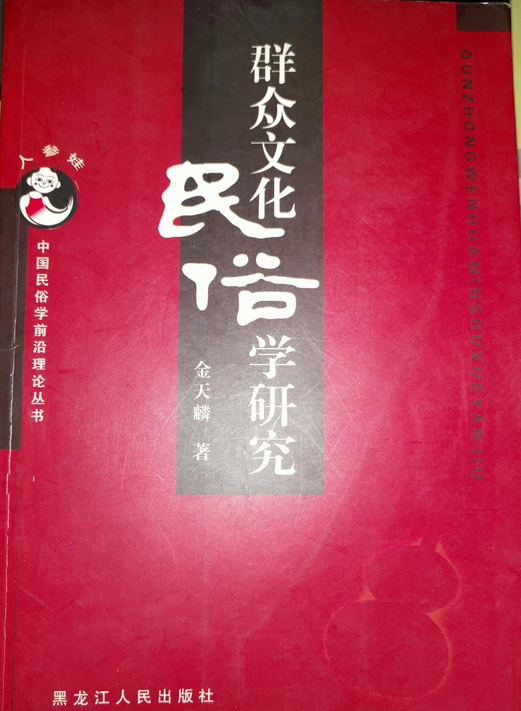 群众文化
民俗
学研究
金天麟 著
人参娃
中国民俗学前沿理论丛书
QUNZHONGWENHUAMINSUXUEYANJIU
黑龙江人民出版社